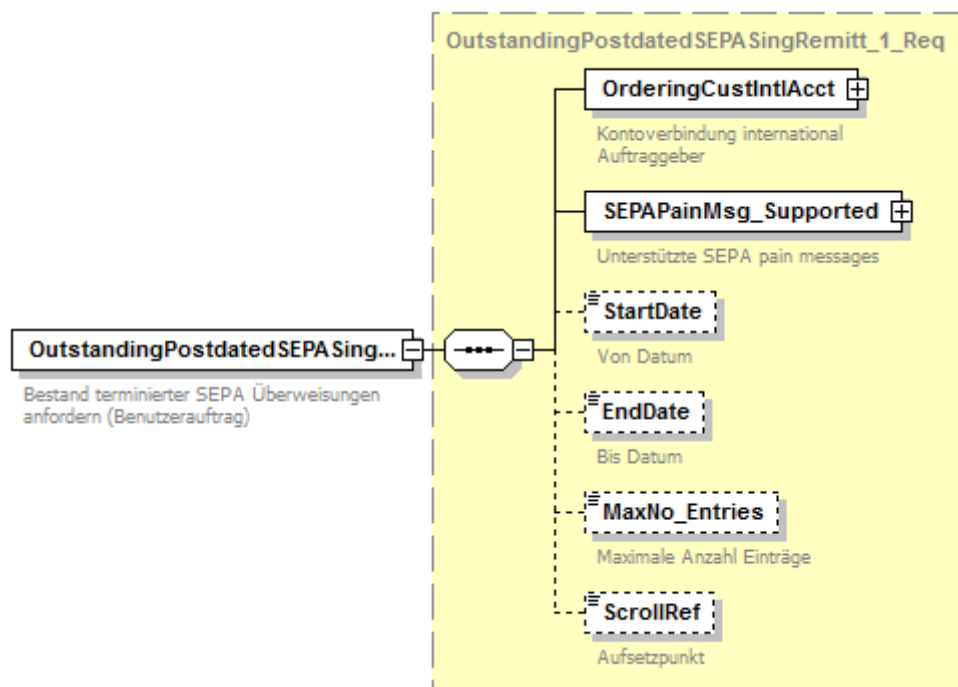 OutstandingPostdatedSEPASingRemitt_1_Req
OrderingCustIntlAcct
Kontoverbindung international
Auftraggeber
SEPAPainMsg_Supported
Unterstützte SEPA pain messages
StartDate
Von Datum
OutstandingPostdatedSEPASing...
Bestand terminierter SEPA Überweisungen
anfordern (Benutzerauftrag)
EndDate
Bis Datum
MaxNo_Entries
Maximale Anzahl Einträge
ScrollRef
Aufsetzpunkt